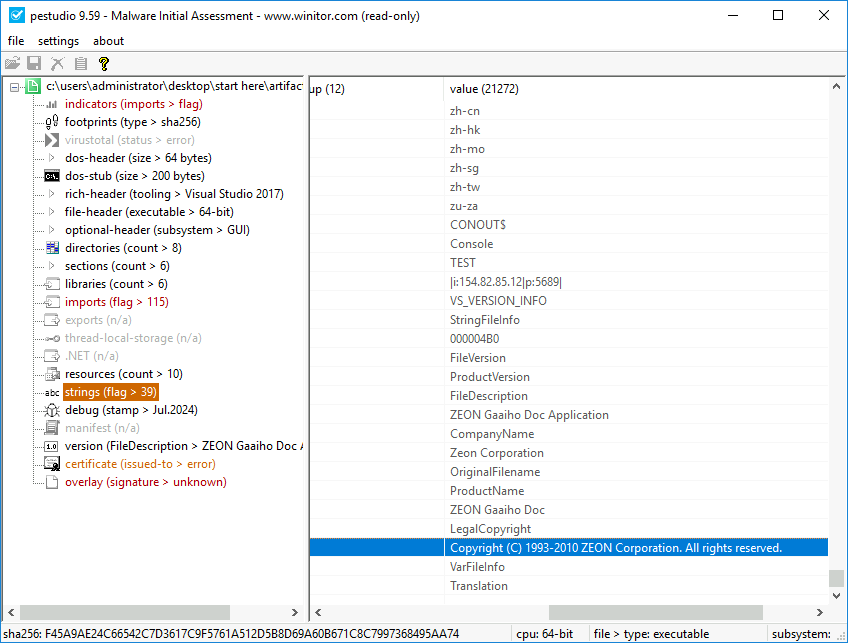 pestudio 9.59 - Malware Initial Assessment - www.winitor.com (read-only)
file settings about
c:\users\administrator\desktop\start here\artifac
indicators (imports > flag)
footprints (type > sha256)
virustotal (status > error)
dos-header (size > 64 bytes)
dos-stub (size > 200 bytes)
rich-header (tooling > Visual Studio 2017)
file-header (executable > 64-bit)
optional-header (subsystem > GUI)
directories (count > 8)
sections (count > 6)
libraries (count > 6)
imports (flag > 115)
exports (n/a)
thread-local-storage (n/a)
.NET (n/a)
resources (count > 10)
abc strings (flag > 39)
debug (stamp > Jul.2024)
manifest (n/a)
1.0 version (FileDescription > ZEON Gaaiho Doc A
certificate (issued-to > error)
overlay (signature > unknown)
up (12) value (21272)
zh-cn
zh-hk
zh-mo
zh-sg
zh-tw
zu-za
CONOUT$
Console
TEST
|i:154.82.85.12|p:5689|
VS_VERSION_INFO
StringFileInfo
000004B0
FileVersion
ProductVersion
FileDescription
ZEON Gaaiho Doc Application
CompanyName
Zeon Corporation
OriginalFilename
ProductName
ZEON Gaaiho Doc
LegalCopyright
Copyright (C) 1993-2010 ZEON Corporation. All rights reserved.
VarFileInfo
Translation
sha256: F45A9AE24C66542C7D3617C9F5761A512D5B8D69A60B671C8C7997368495AA74 cpu: 64-bit file > type: executable subsystem: